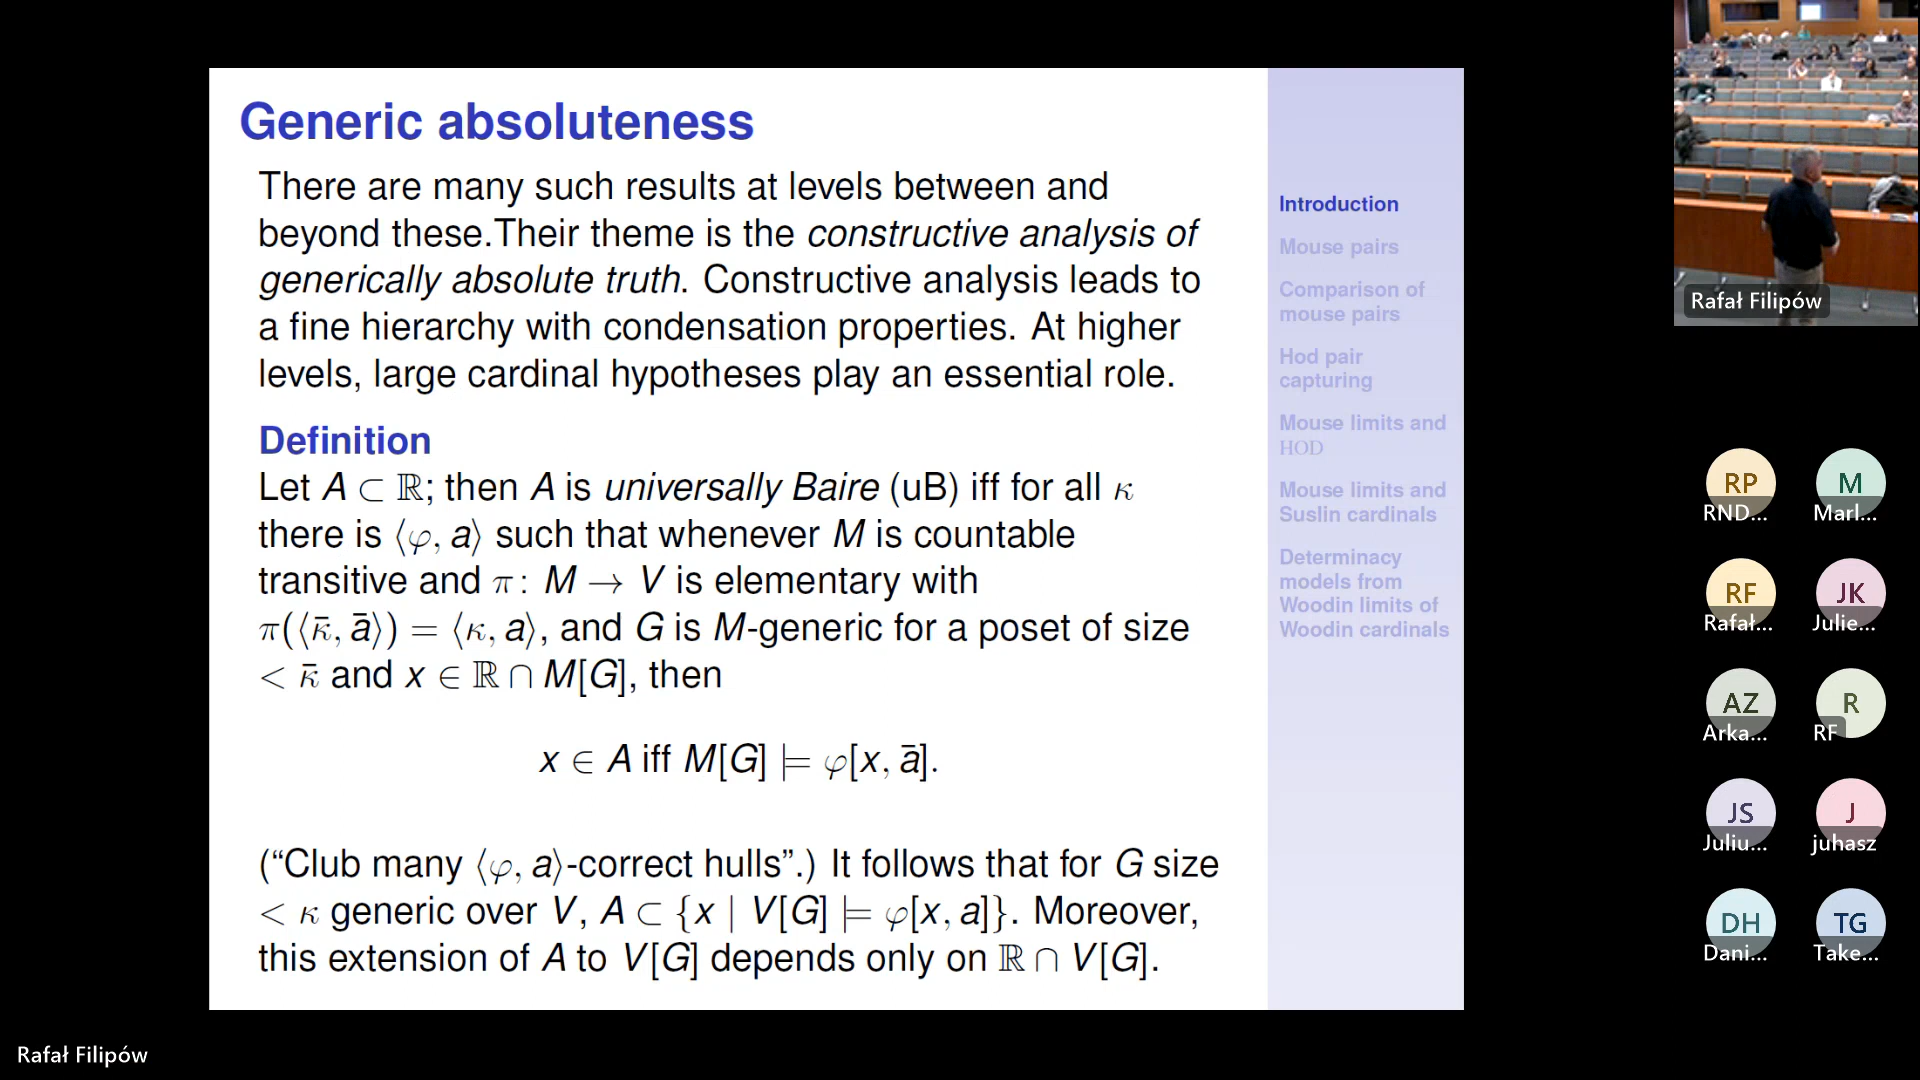 Generic absoluteness
There are many such results at levels between and
beyond these.Their theme is the constructive analysis of
generically absolute truth. Constructive analysis leads to
a fine hierarchy with condensation properties. At higher
levels, large cardinal hypotheses play an essential role.
Definition
Let A ⊂ ℝ; then A is universally Baire (uB) iff for all κ
there is ⟨φ, a⟩ such that whenever M is countable
transitive and π: M → V is elementary with
π(⟨κ̄, ā⟩) = ⟨κ, a⟩, and G is M-generic for a poset of size
< κ̄ and x ∈ ℝ ∩ M[G], then
x ∈ A iff M[G] ⊨ φ[x, ā].
(“Club many ⟨φ, a⟩-correct hulls”.) It follows that for G size
< κ generic over V, A ⊂ {x | V[G] ⊨ φ[x, a]}. Moreover,
this extension of A to V[G] depends only on ℝ ∩ V[G].
Introduction
Mouse pairs
Comparison of
mouse pairs
Hod pair
capturing
Mouse limits and
HOD
Mouse limits and
Suslin cardinals
Determinacy
models from
Woodin limits of
Woodin cardinals
Rafał Filipów
RP
RND...
M
Marl...
RF
Rafał...
JK
Julie...
AZ
Arka...
R
RF
JS
Juliu...
J
juhasz
DH
Dani...
TG
Take...
Rafał Filipów